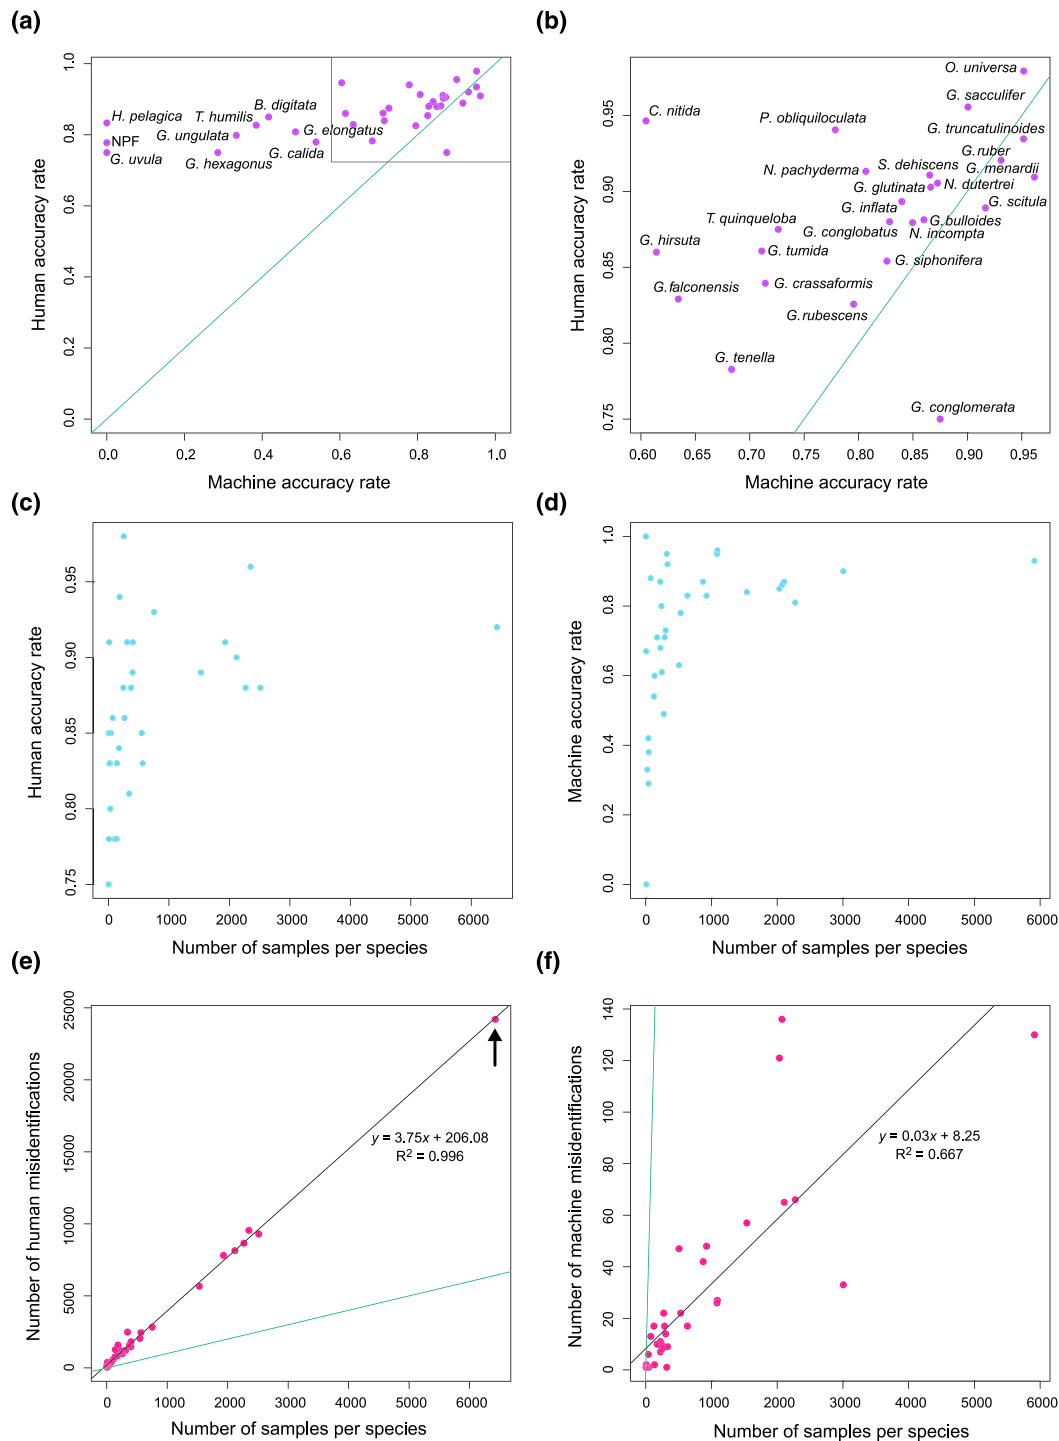 (a)
Human accuracy rate
1.0
0.8
0.6
0.4
0.2
0.0
H. pelagica
NPF
G. uvula
T. humilis
B. digitata
G. ungulata
G. elongatus
G. hexagonus
G. calida
0.0 0.2 0.4 0.6 0.8 1.0
Machine accuracy rate
(b)
Human accuracy rate
0.95
0.90
0.85
0.80
0.75
O. universa
G. sacculifer
C. nitida
P. obliquiloculata
G. truncatulinoides
G.ruber
G. menardii
N. pachyderma
S. dehiscens
G. glutinata
N. dutertrei
G. inflata
G. scitula
T. quinqueloba
G. conglobatus
G.bulloides
N. incompta
G. hirsuta
G. tumida
G. siphonifera
G.falconensis
G. crassaformis
G.rubescens
G. tenella
G. conglomerata
0.60 0.65 0.70 0.75 0.80 0.85 0.90 0.95
Machine accuracy rate
(c)
Human accuracy rate
0.95
0.90
0.85
0.80
0.75
0 1000 2000 3000 4000 5000 6000
Number of samples per species
(d)
Machine accuracy rate
1.0
0.8
0.6
0.4
0.2
0.0
0 1000 2000 3000 4000 5000 6000
Number of samples per species
(e)
Number of human misidentifications
25000
20000
15000
10000
5000
0
y = 3.75x + 206.08
R² = 0.996
0 1000 2000 3000 4000 5000 6000
Number of samples per species
(f)
Number of machine misidentifications
140
120
100
80
60
40
20
0
y = 0.03x + 8.25
R² = 0.667
0 1000 2000 3000 4000 5000 6000
Number of samples per species